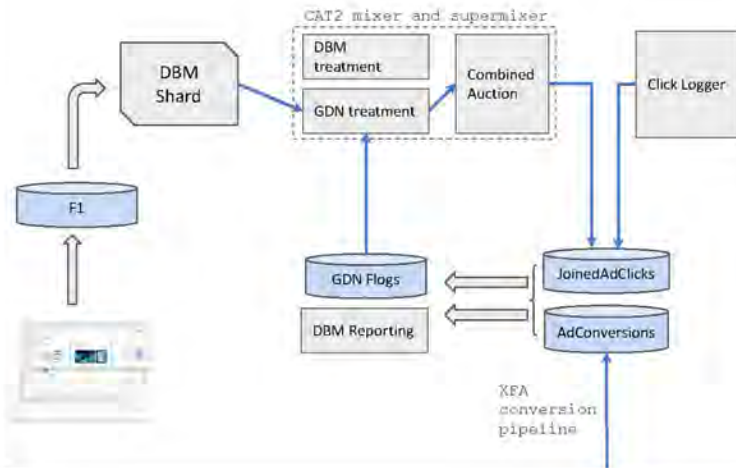 CAT2 mixer and supermixer
DBM
Shard
DBM
treatment
GDN treatment
Combined
Auction
Click Logger
F1
GDN Flogs
DBM Reporting
JoinedAdClicks
AdConversions
XFA
conversion
pipeline